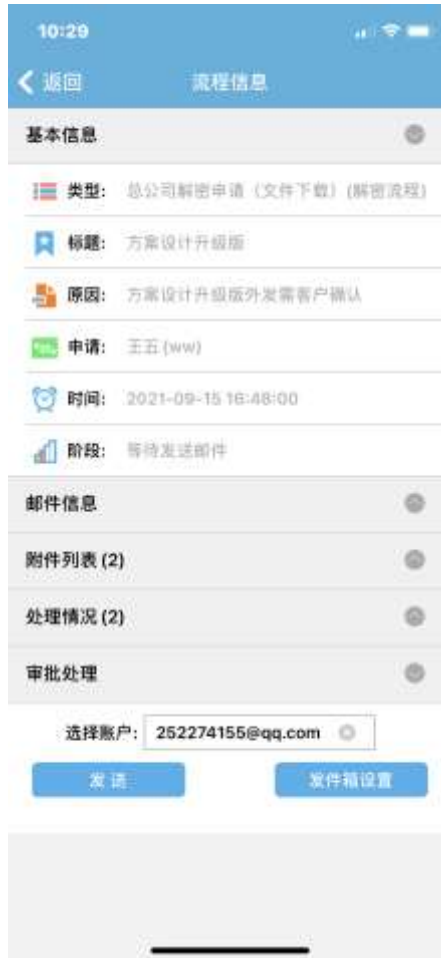 10:29
返回 流程信息
基本信息
类型: 总公司解密申请（文件下载）(解密流程)
标题: 方案设计升级版
原因: 方案设计升级版外发需客户确认
申请: 王五(ww)
时间: 2021-09-15 16:48:00
阶段: 等待发送邮件
邮件信息
附件列表 (2)
处理情况 (2)
审批处理
选择账户: 252274155@qq.com
发 送 发件箱设置